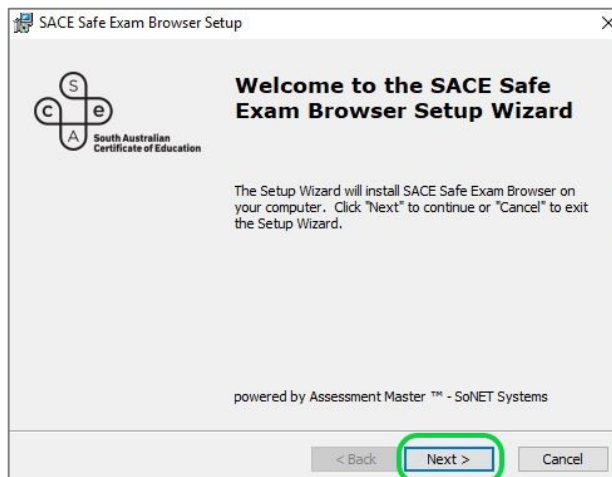 SACE Safe Exam Browser Setup
S
c e
A
South Australian
Certificate of Education
Welcome to the SACE Safe
Exam Browser Setup Wizard
The Setup Wizard will install SACE Safe Exam Browser on
your computer. Click "Next" to continue or "Cancel" to exit
the Setup Wizard.
powered by Assessment Master ™ - SoNET Systems
< Back Next > Cancel